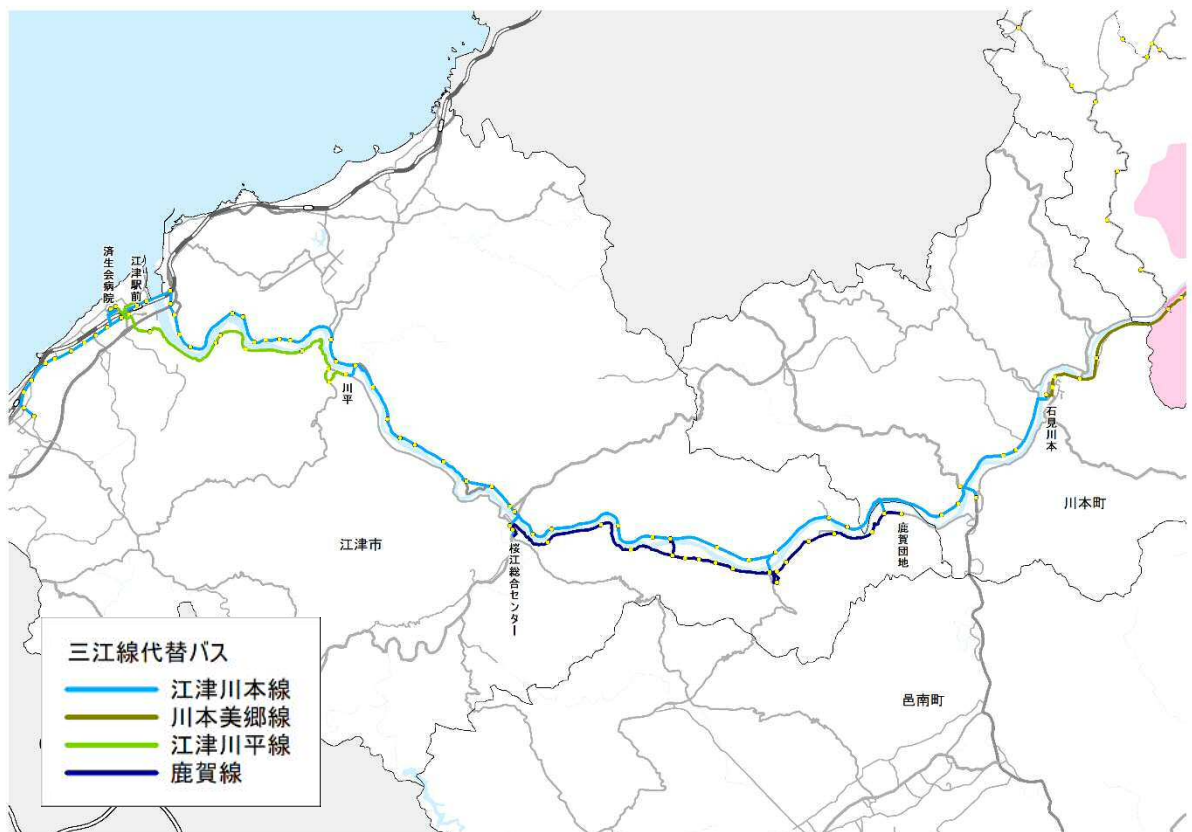 済生会病院
江津駅前
川平
石見川本
川本町
鹿賀団地
江津市
桜江総合センター
邑南町
三江線代替バス
江津川本線
川本美郷線
江津川平線
鹿賀線